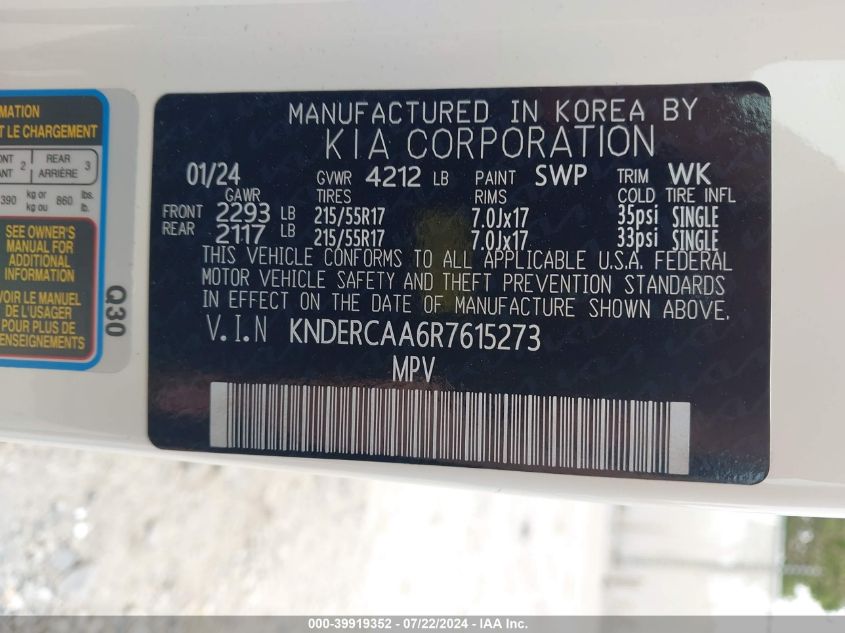 MANUFACTURED IN KOREA BY
KIA CORPORATION
01/24 GVWR 4212 LB PAINT SWP TRIM WK
GAWR TIRES RIMS COLD TIRE INFL
FRONT 2293 LB 215/55R17 7.0Jx17 35psi SINGLE
REAR 2117 LB 215/55R17 7.0Jx17 33psi SINGLE
THIS VEHICLE CONFORMS TO ALL APPLICABLE U.S.A. FEDERAL
MOTOR VEHICLE SAFETY AND THEFT PREVENTION STANDARDS
IN EFFECT ON THE DATE OF MANUFACTURE SHOWN ABOVE.
V.I.N KNDERCAA6R7615273
MPV
LE CHARGEMENT
2 REAR 3
ARRIÈRE
390 kg or 860 lbs.
kg ou lb.
SEE OWNER'S
MANUAL FOR
ADDITIONAL
INFORMATION
LE MANUEL
DE L'USAGER
POUR PLUS DE
RENSEIGNEMENTS
Q30
000-39919352 - 07/22/2024 - IAA Inc.